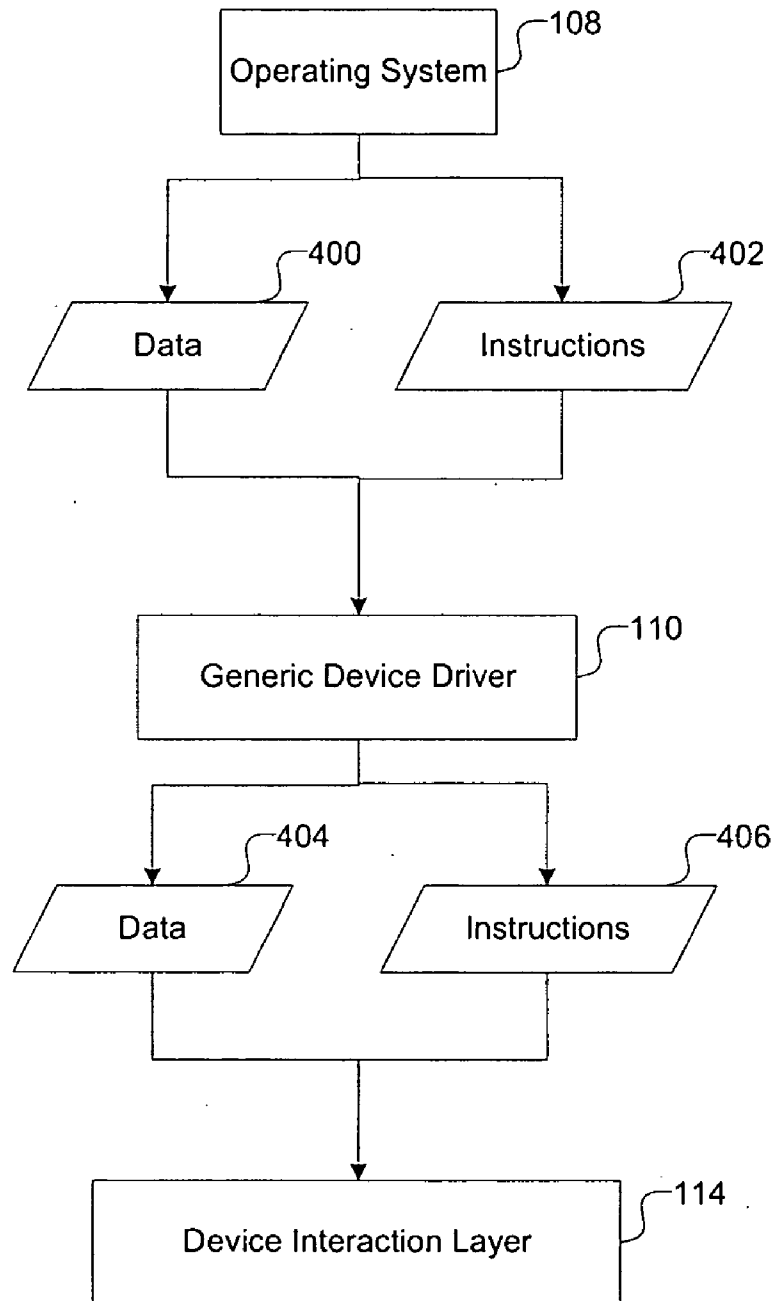 108
Operating System
400
402
Data
Instructions
110
Generic Device Driver
404
406
Data
Instructions
114
Device Interaction Layer